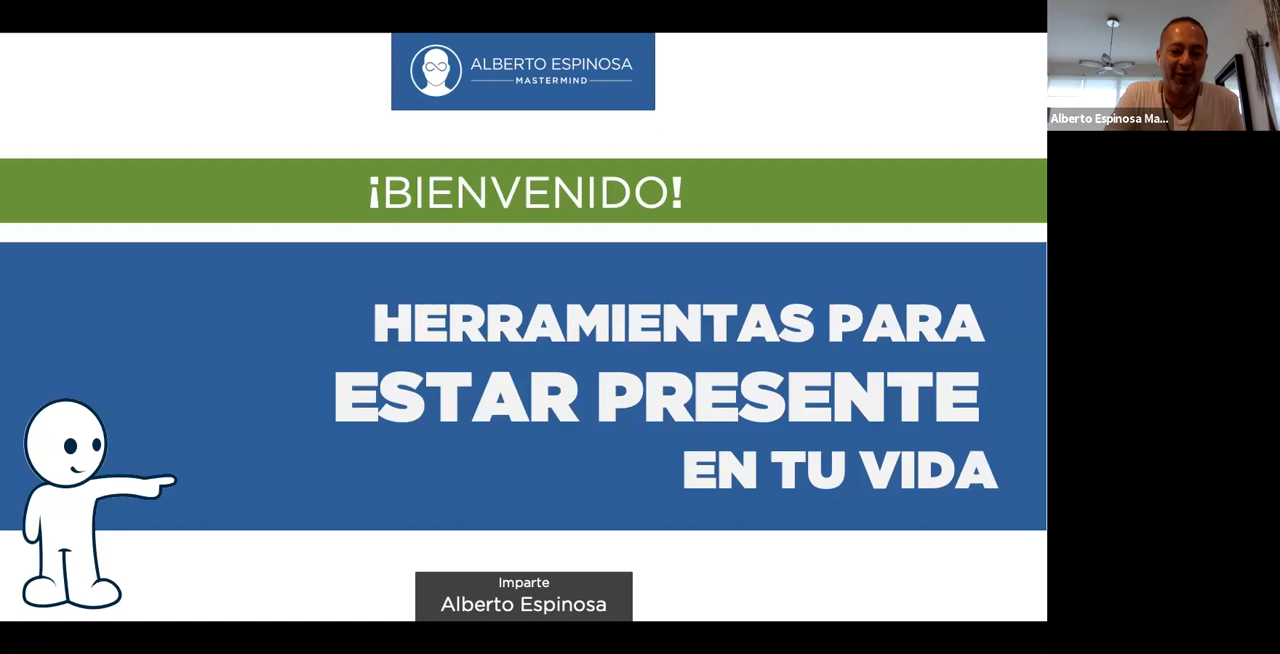 ALBERTO ESPINOSA
MASTERMIND
Alberto Espinosa Ma...
¡BIENVENIDO!
HERRAMIENTAS PARA
ESTAR PRESENTE
EN TU VIDA
Imparte
Alberto Espinosa